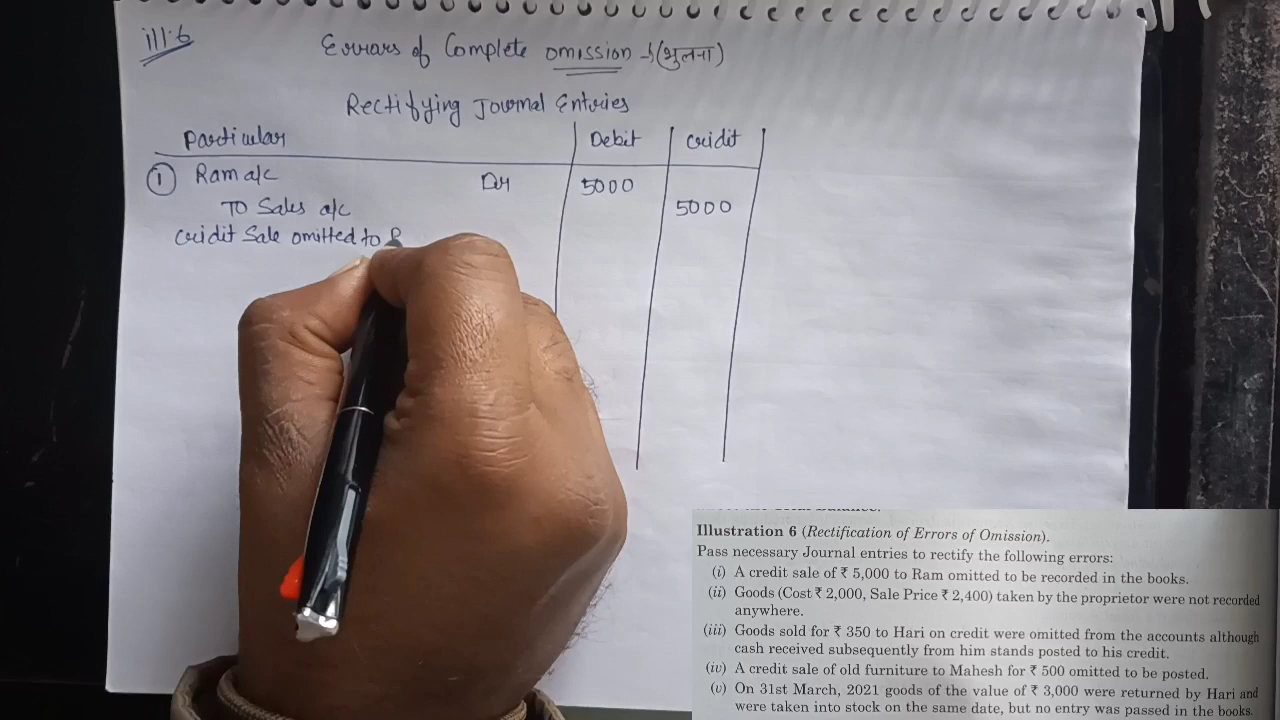 ill:6
Errors of Complete omission → (भुलना)
Rectifying Journal Entries
Particular Debit Cridit
1 Ram a/c Dr 5000
TO Sales a/c 5000
Cridit Sale omitted to
Illustration 6 (Rectification of Errors of Omission).
Pass necessary Journal entries to rectify the following errors:
(i) A credit sale of ₹ 5,000 to Ram omitted to be recorded in the books.
(ii) Goods (Cost ₹ 2,000, Sale Price ₹ 2,400) taken by the proprietor were not recorded
anywhere.
(iii) Goods sold for ₹ 350 to Hari on credit were omitted from the accounts although
cash received subsequently from him stands posted to his credit.
(iv) A credit sale of old furniture to Mahesh for ₹ 500 omitted to be posted.
(v) On 31st March, 2021 goods of the value of ₹ 3,000 were returned by Hari and
were taken into stock on the same date, but no entry was passed in the books.